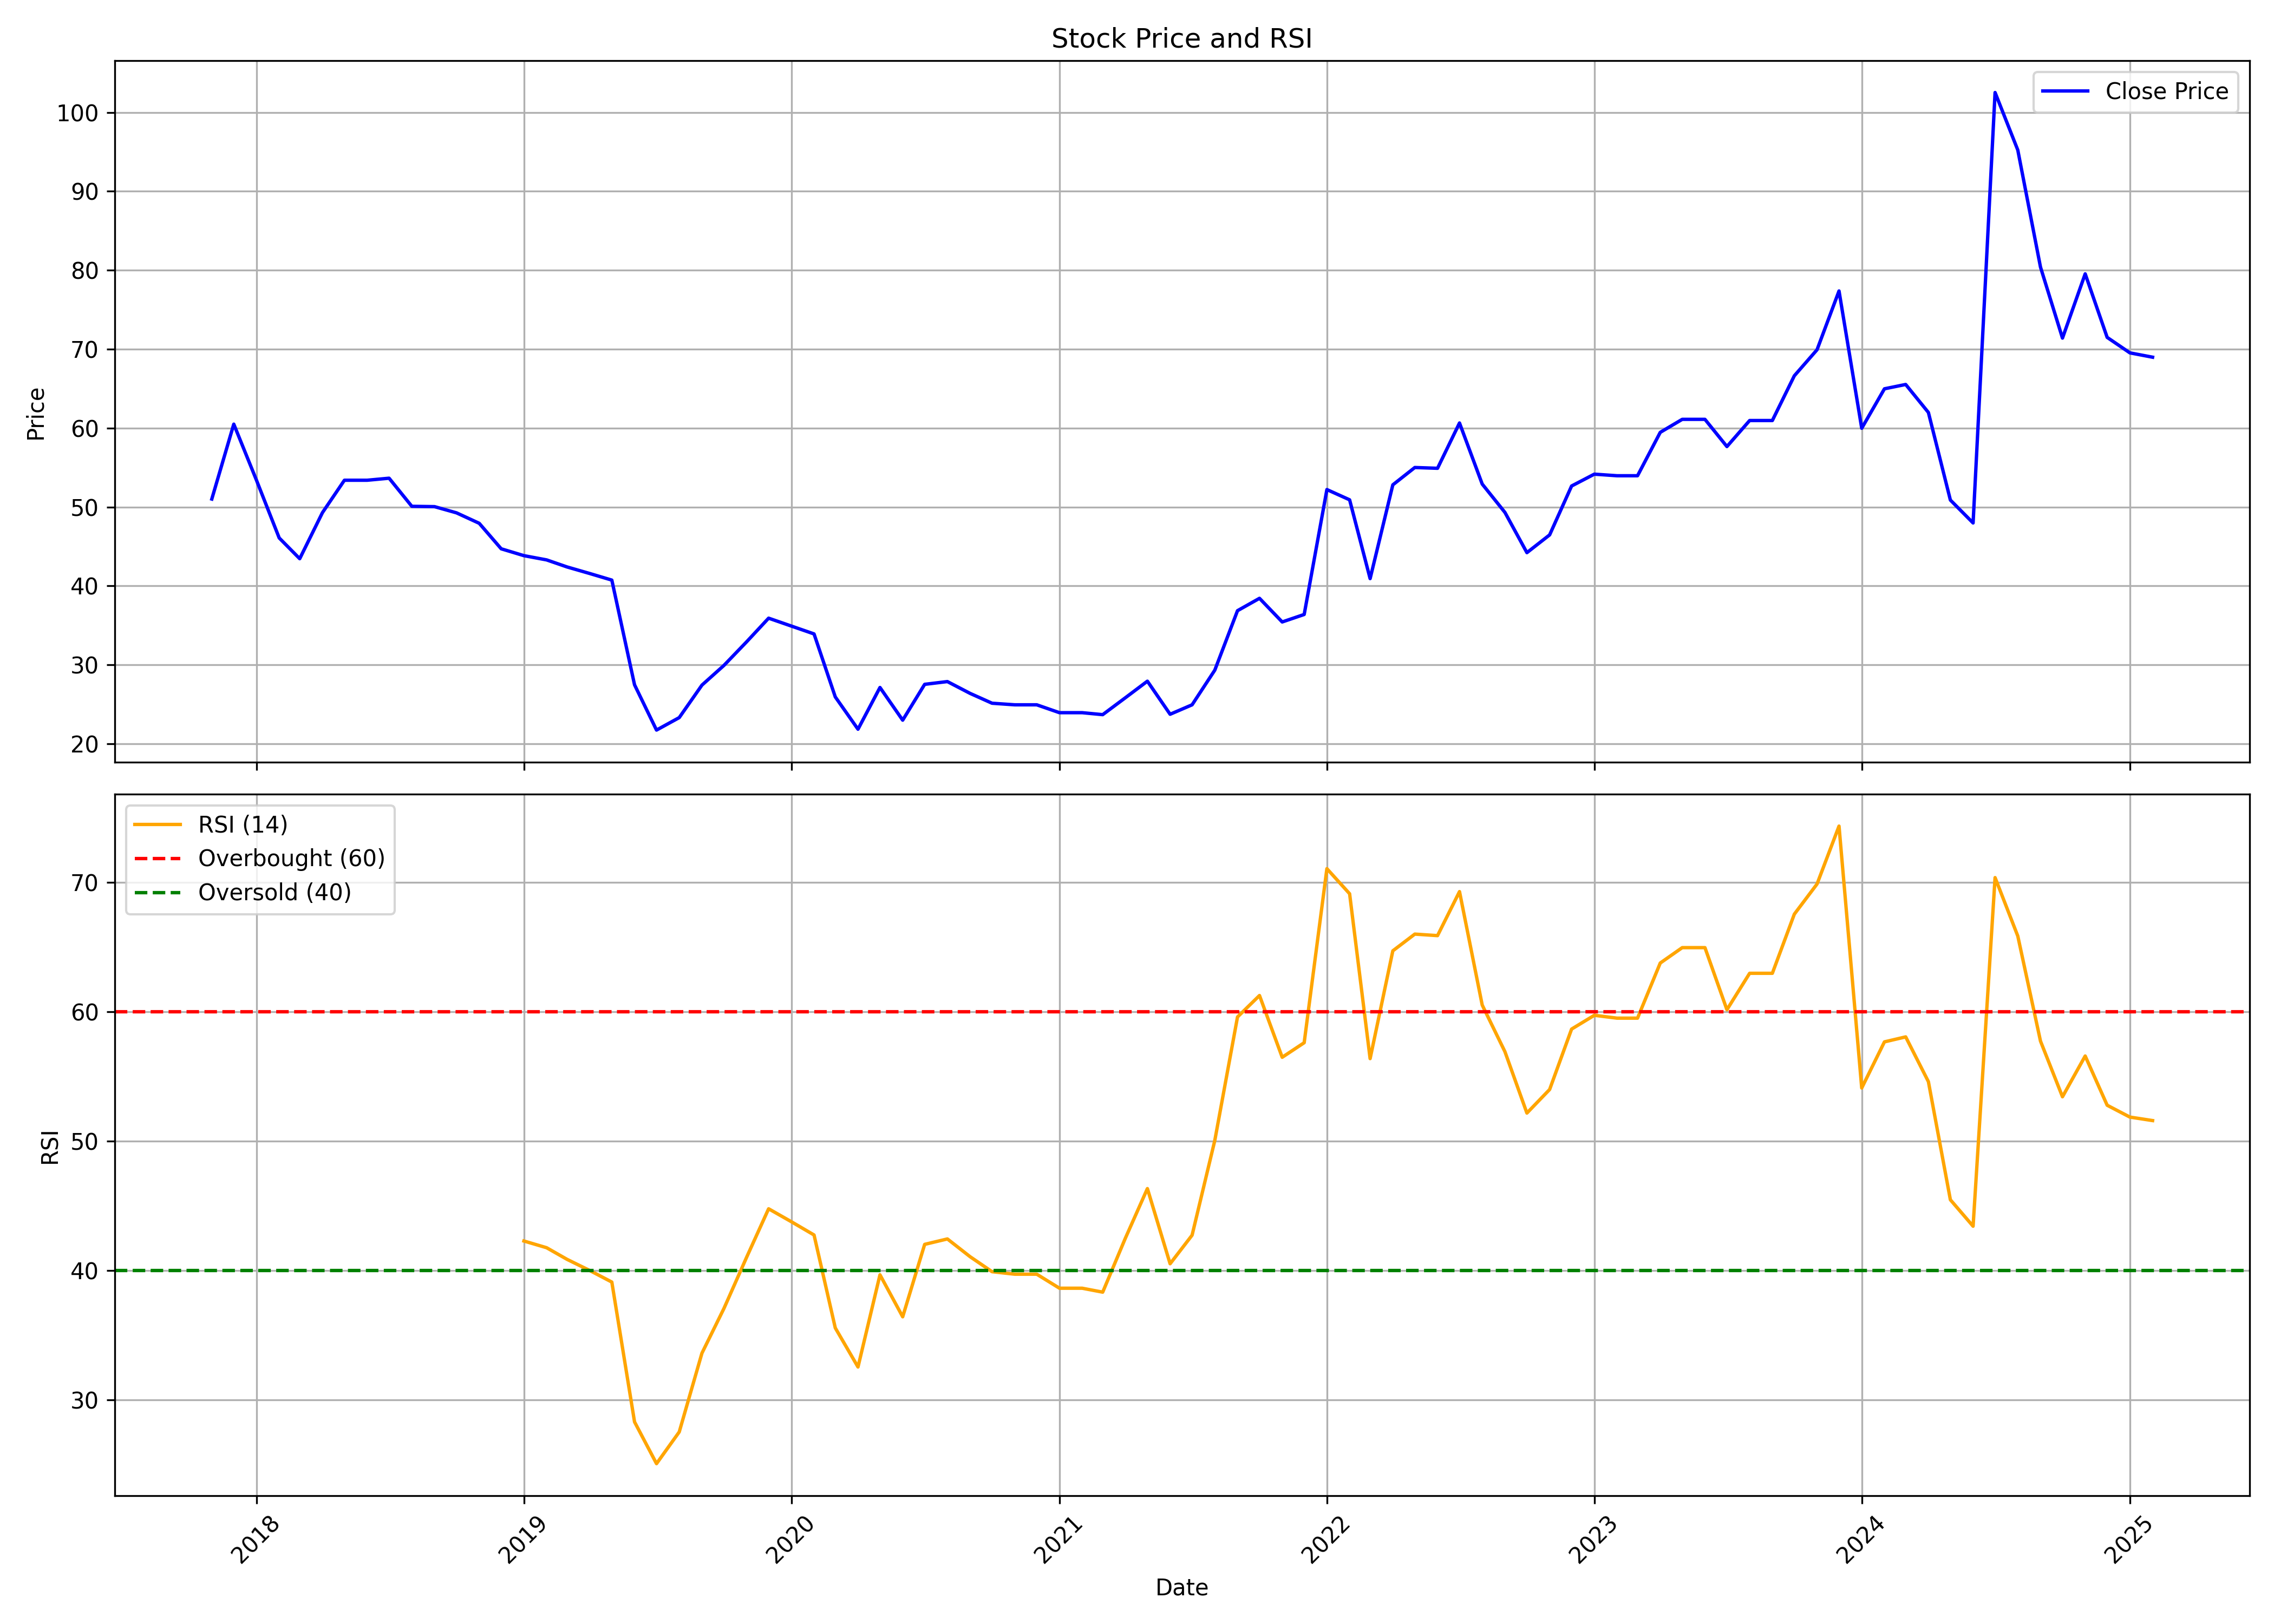 Stock Price and RSI
Close Price
100
90
80
70
60
50
40
30
20
Price
RSI (14)
Overbought (60)
Oversold (40)
70
60
50
40
30
RSI
2018
2019
2020
2021
2022
2023
2024
2025
Date